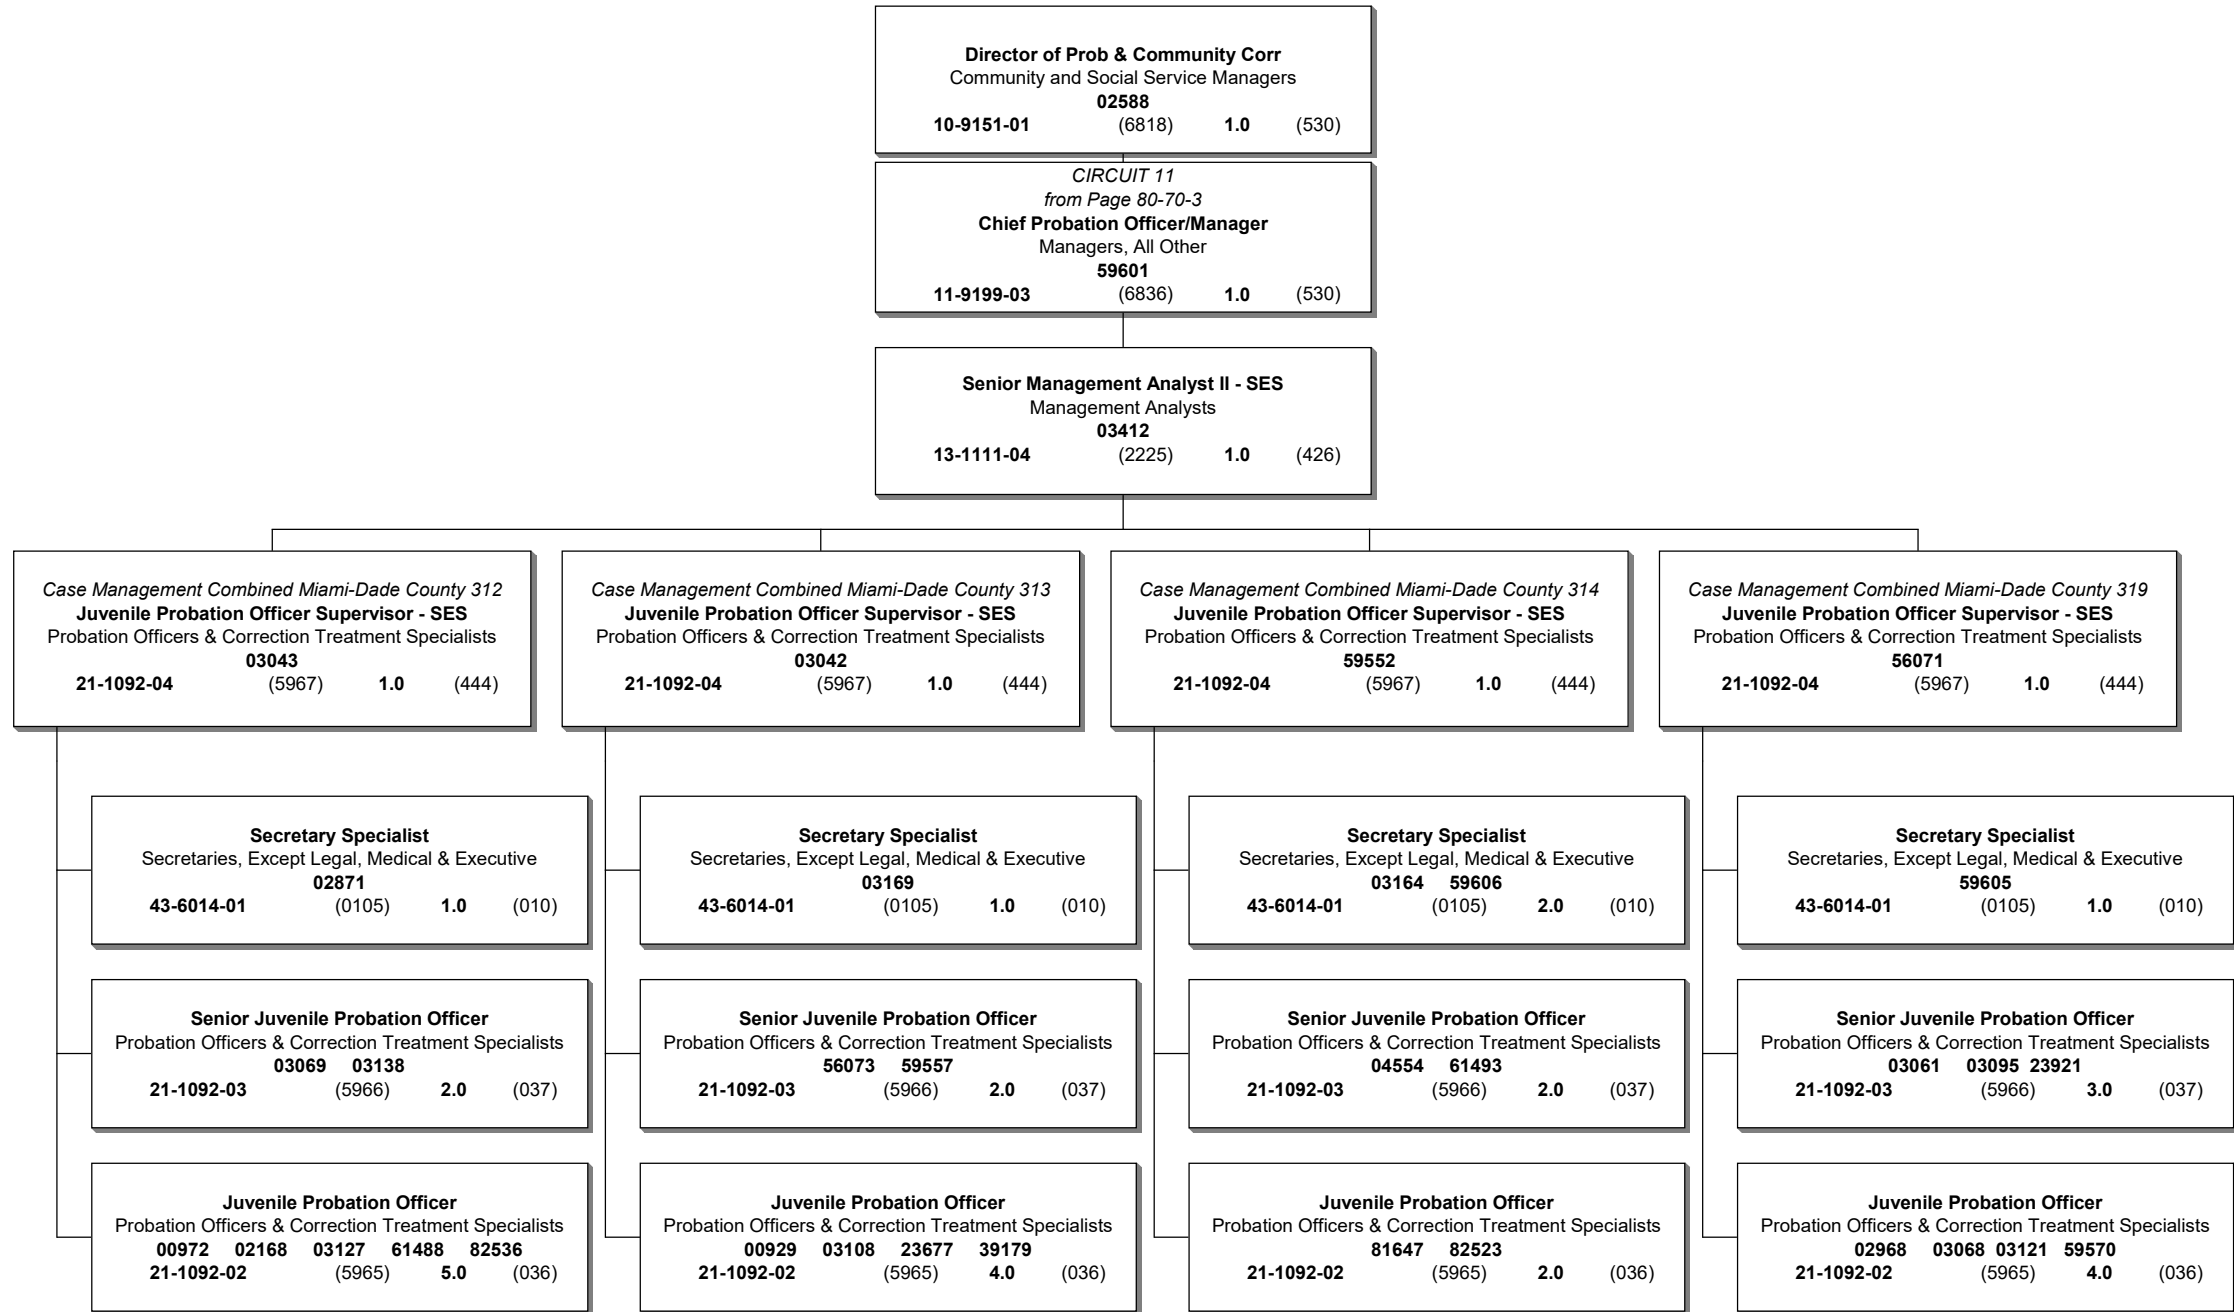 Director of Prob & Community Corr
Community and Social Service Managers
02588
10-9151-01 (6818) 1.0 (530)
CIRCUIT 11
from Page 80-70-3
Chief Probation Officer/Manager
Managers, All Other
59601
11-9199-03 (6836) 1.0 (530)
Senior Management Analyst II - SES
Management Analysts
03412
13-1111-04 (2225) 1.0 (426)
Case Management Combined Miami-Dade County 312
Juvenile Probation Officer Supervisor - SES
Probation Officers & Correction Treatment Specialists
03043
21-1092-04 (5967) 1.0 (444)
Secretary Specialist
Secretaries, Except Legal, Medical & Executive
02871
43-6014-01 (0105) 1.0 (010)
Senior Juvenile Probation Officer
Probation Officers & Correction Treatment Specialists
03069 03138
21-1092-03 (5966) 2.0 (037)
Juvenile Probation Officer
Probation Officers & Correction Treatment Specialists
00972 02168 03127 61488 82536
21-1092-02 (5965) 5.0 (036)
Case Management Combined Miami-Dade County 313
Juvenile Probation Officer Supervisor - SES
Probation Officers & Correction Treatment Specialists
03042
21-1092-04 (5967) 1.0 (444)
Secretary Specialist
Secretaries, Except Legal, Medical & Executive
03169
43-6014-01 (0105) 1.0 (010)
Senior Juvenile Probation Officer
Probation Officers & Correction Treatment Specialists
56073 59557
21-1092-03 (5966) 2.0 (037)
Juvenile Probation Officer
Probation Officers & Correction Treatment Specialists
00929 03108 23677 39179
21-1092-02 (5965) 4.0 (036)
Case Management Combined Miami-Dade County 314
Juvenile Probation Officer Supervisor - SES
Probation Officers & Correction Treatment Specialists
59552
21-1092-04 (5967) 1.0 (444)
Secretary Specialist
Secretaries, Except Legal, Medical & Executive
03164 59606
43-6014-01 (0105) 2.0 (010)
Senior Juvenile Probation Officer
Probation Officers & Correction Treatment Specialists
04554 61493
21-1092-03 (5966) 2.0 (037)
Juvenile Probation Officer
Probation Officers & Correction Treatment Specialists
81647 82523
21-1092-02 (5965) 2.0 (036)
Case Management Combined Miami-Dade County 319
Juvenile Probation Officer Supervisor - SES
Probation Officers & Correction Treatment Specialists
56071
21-1092-04 (5967) 1.0 (444)
Secretary Specialist
Secretaries, Except Legal, Medical & Executive
59605
43-6014-01 (0105) 1.0 (010)
Senior Juvenile Probation Officer
Probation Officers & Correction Treatment Specialists
03061 03095 23921
21-1092-03 (5966) 3.0 (037)
Juvenile Probation Officer
Probation Officers & Correction Treatment Specialists
02968 03068 03121 59570
21-1092-02 (5965) 4.0 (036)